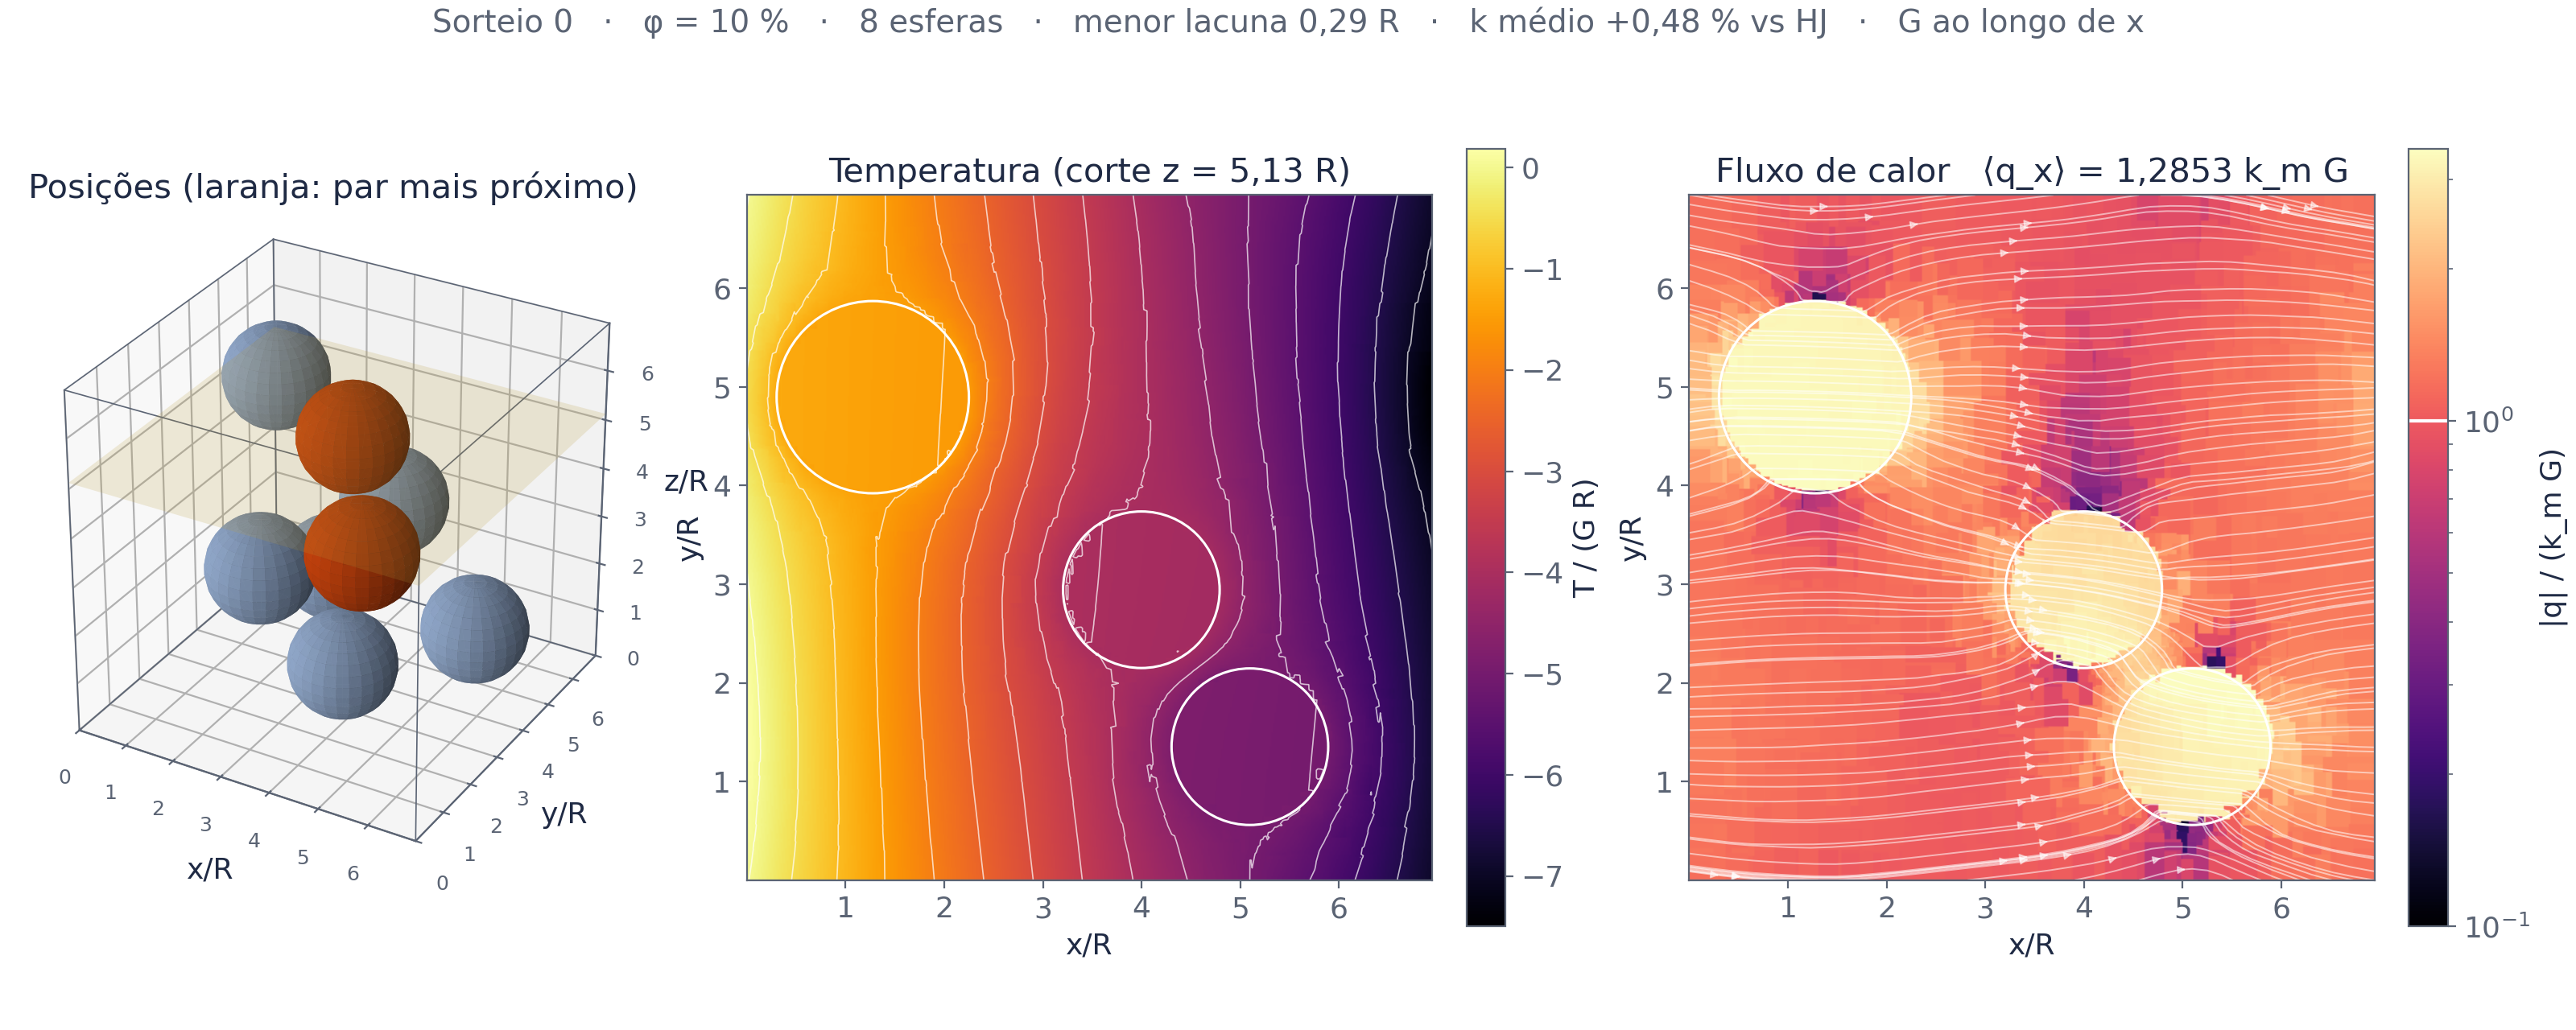 Sorteio 0 · φ = 10 % · 8 esferas · menor lacuna 0,29 R · k médio +0,48 % vs HJ · G ao longo de x
Posições (laranja: par mais próximo)
6
5
4
3
2
1
0
z/R
0
1
2
3
4
5
6
x/R
0
1
2
3
4
5
6
y/R
Temperatura (corte z = 5,13 R)
6
5
4
3
2
1
y/R
1 2 3 4 5 6
x/R
0
−1
−2
−3
−4
−5
−6
−7
T / (G R)
Fluxo de calor ⟨q_x⟩ = 1,2853 k_m G
6
5
4
3
2
1
y/R
1 2 3 4 5 6
x/R
10⁰
10⁻¹
|q| / (k_m G)